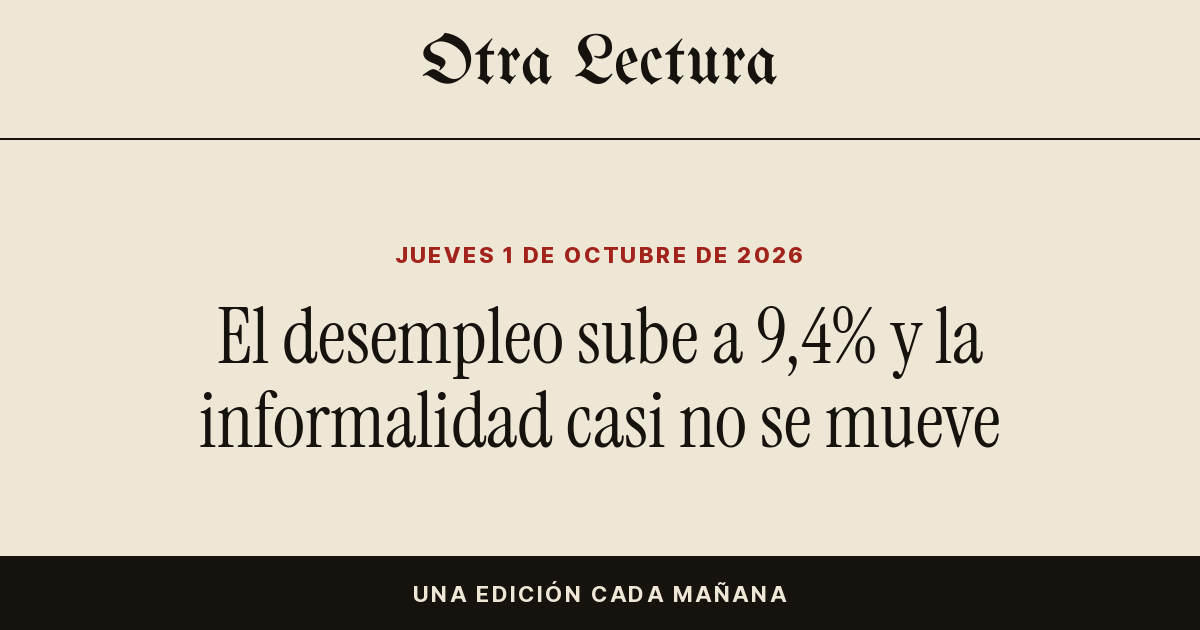 Otra Lectura
JUEVES 1 DE OCTUBRE DE 2026
El desempleo sube a 9,4% y la
informalidad casi no se mueve
UNA EDICIÓN CADA MAÑANA